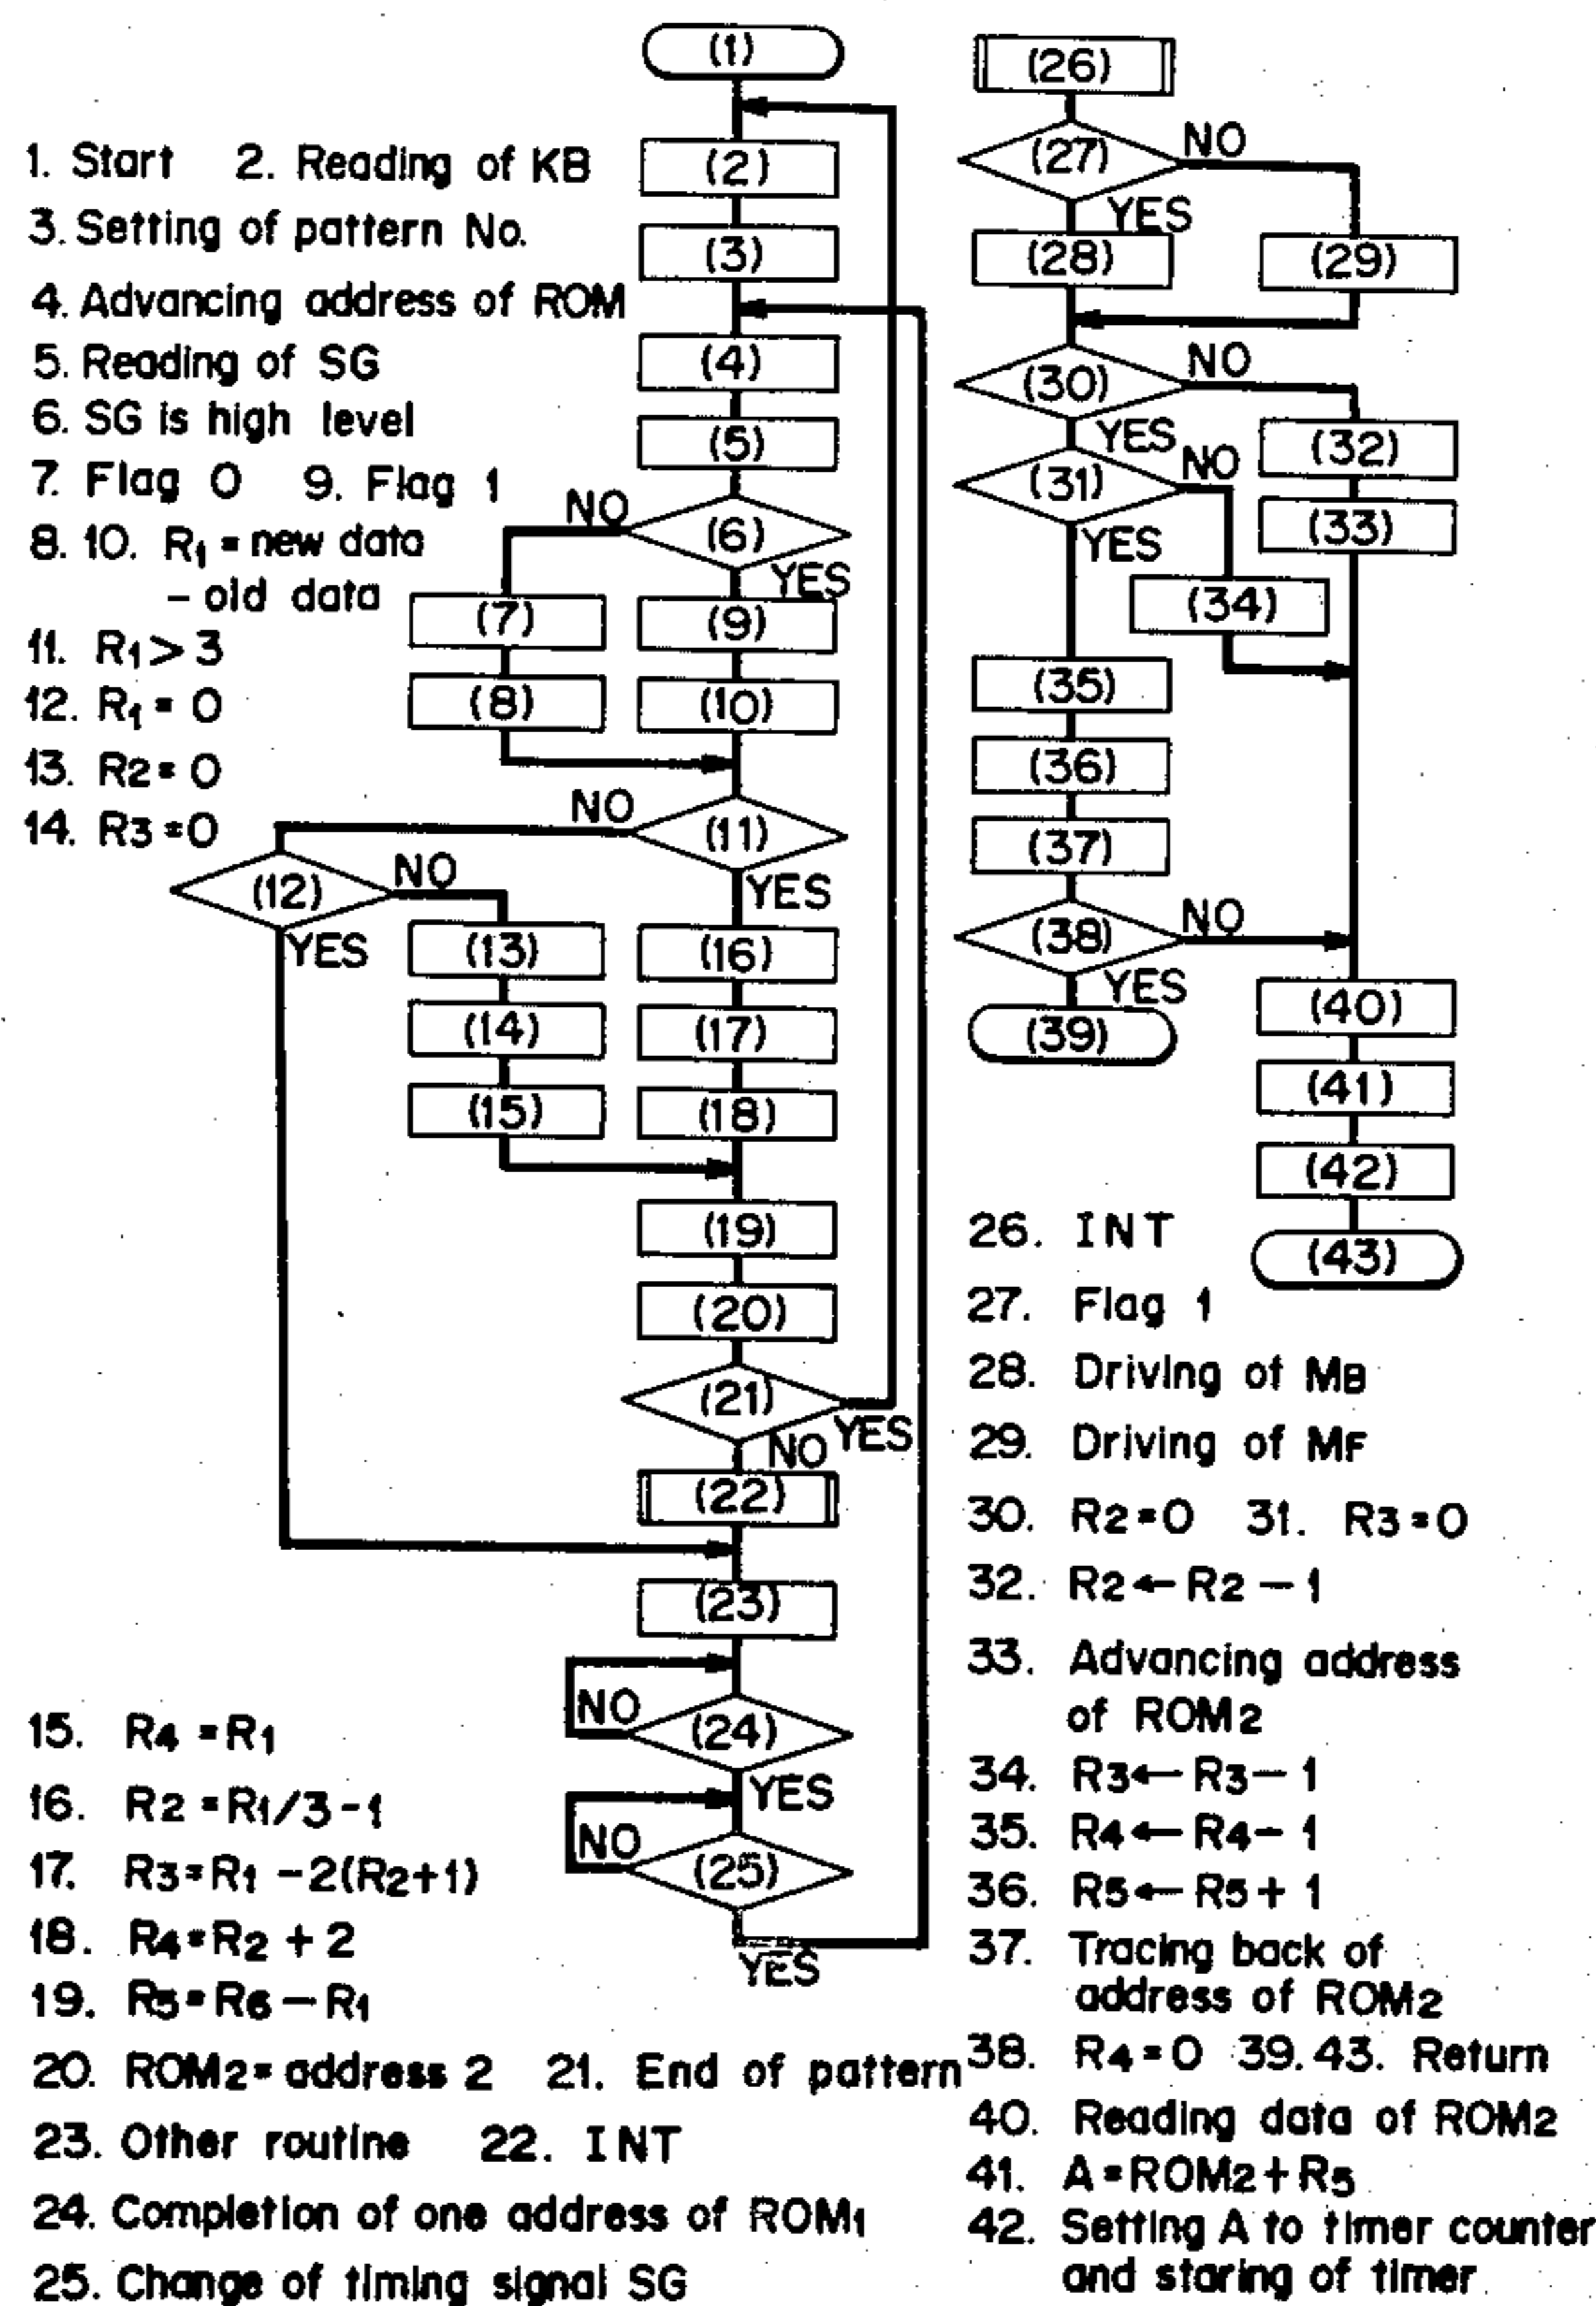 (1)
(2)
(3)
(4)
(5)
NO
(6)
YES
(7)
(9)
(8)
(10)
NO
(11)
YES
(12)
NO
YES
(13)
(16)
(14)
(17)
(15)
(18)
(19)
(20)
(21)
YES
NO
(22)
(23)
NO
(24)
YES
NO
(25)
YES
(26)
(27)
NO
YES
(28)
(29)
(30)
NO
YES
(31)
NO
YES
(32)
(33)
(34)
(35)
(36)
(37)
(38)
NO
YES
(39)
(40)
(41)
(42)
(43)
1. Start 2. Reading of KB
3. Setting of pattern No.
4. Advancing address of ROM
5. Reading of SG
6. SG is high level
7. Flag 0 9. Flag 1
8. 10. R1 = new data
- old data
11. R1 > 3
12. R1 = 0
13. R2 = 0
14. R3 = 0
15. R4 = R1
16. R2 = R1/3 - 1
17. R3 = R1 - 2(R2+1)
18. R4 = R2 + 2
19. R5 = R6 - R1
20. ROM2 = address 2 21. End of pattern
23. Other routine 22. INT
24. Completion of one address of ROM1
25. Change of timing signal SG
26. INT
27. Flag 1
28. Driving of MB
29. Driving of MF
30. R2 = 0 31. R3 = 0
32. R2 ← R2 - 1
33. Advancing address
of ROM2
34. R3 ← R3 - 1
35. R4 ← R4 - 1
36. R5 ← R5 + 1
37. Tracing back of
address of ROM2
38. R4 = 0 39. 43. Return
40. Reading data of ROM2
41. A = ROM2 + R5
42. Setting A to timer counter
and staring of timer